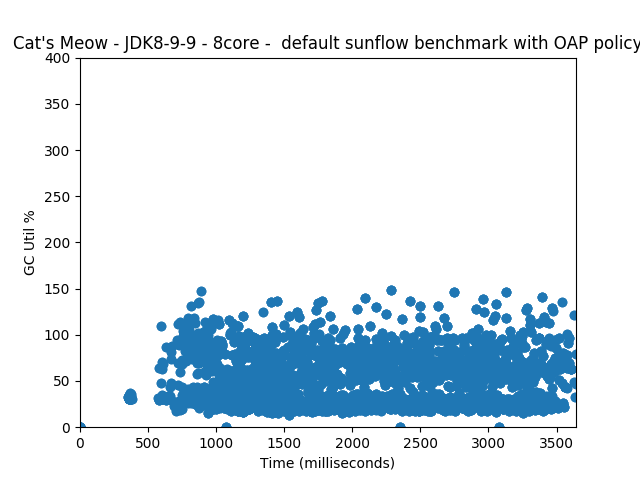 Cat's Meow - JDK8-9-9 - 8core -  default sunflow benchmark with OAP policy
400
350
300
250
200
150
100
50
0
GC Util %
0 500 1000 1500 2000 2500 3000 3500
Time (milliseconds)